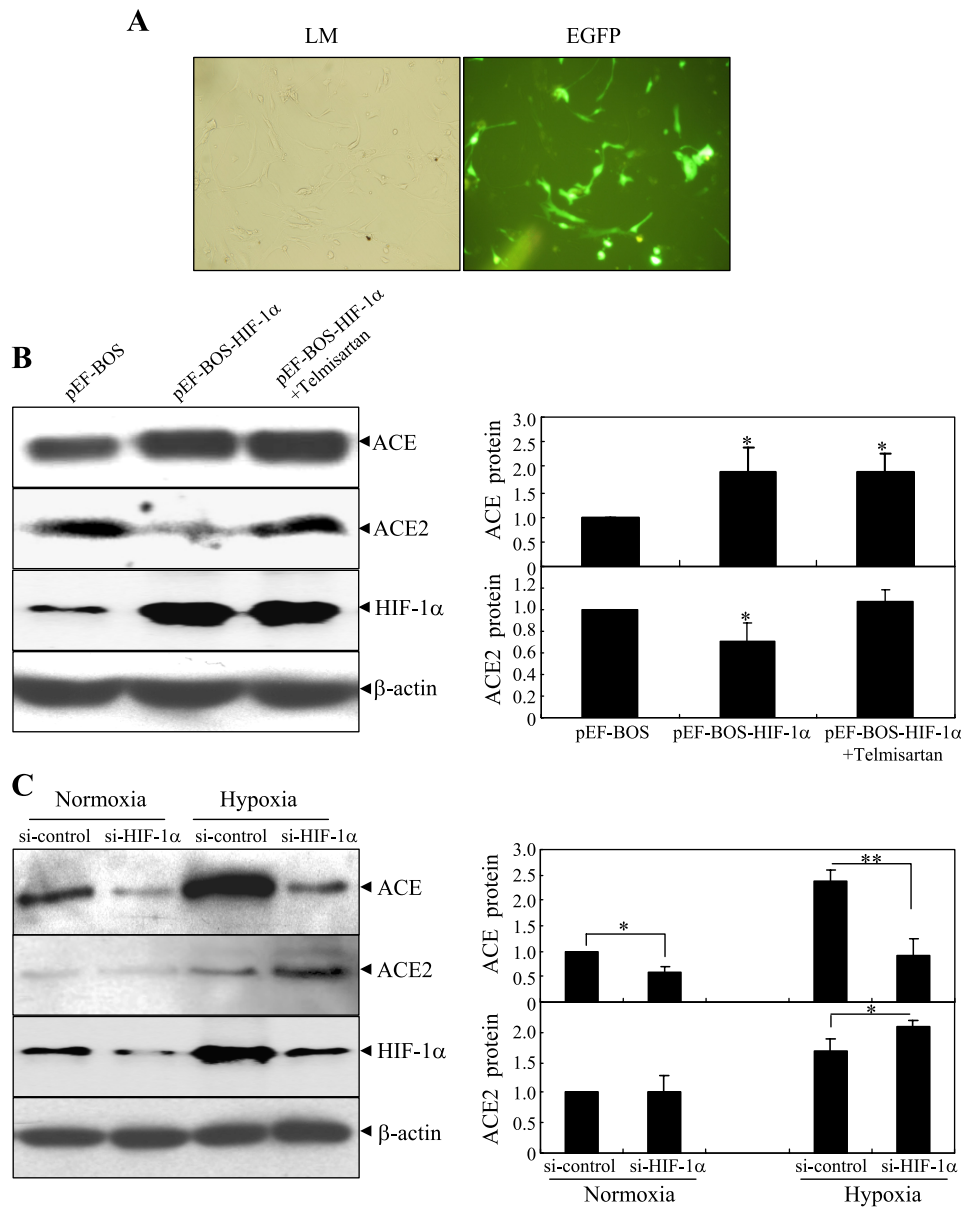 A
LM EGFP
B
pEF-BOS
pEF-BOS-HIF-1α
pEF-BOS-HIF-1α
+Telmisartan
ACE
ACE2
HIF-1α
β-actin
ACE protein
3.0
2.5
2.0
1.5
1.0
0.5
0
* *
ACE2 protein
1.2
1.0
0.8
0.6
0.4
0.2
0
*
pEF-BOS pEF-BOS-HIF-1α pEF-BOS-HIF-1α
+Telmisartan
C
Normoxia Hypoxia
si-control si-HIF-1α si-control si-HIF-1α
ACE
ACE2
HIF-1α
β-actin
ACE protein
3.0
2.5
2.0
1.5
1.0
0.5
0
* **
ACE2 protein
2.0
1.5
1.0
0.5
0
*
si-control si-HIF-1α si-control si-HIF-1α
Normoxia Hypoxia